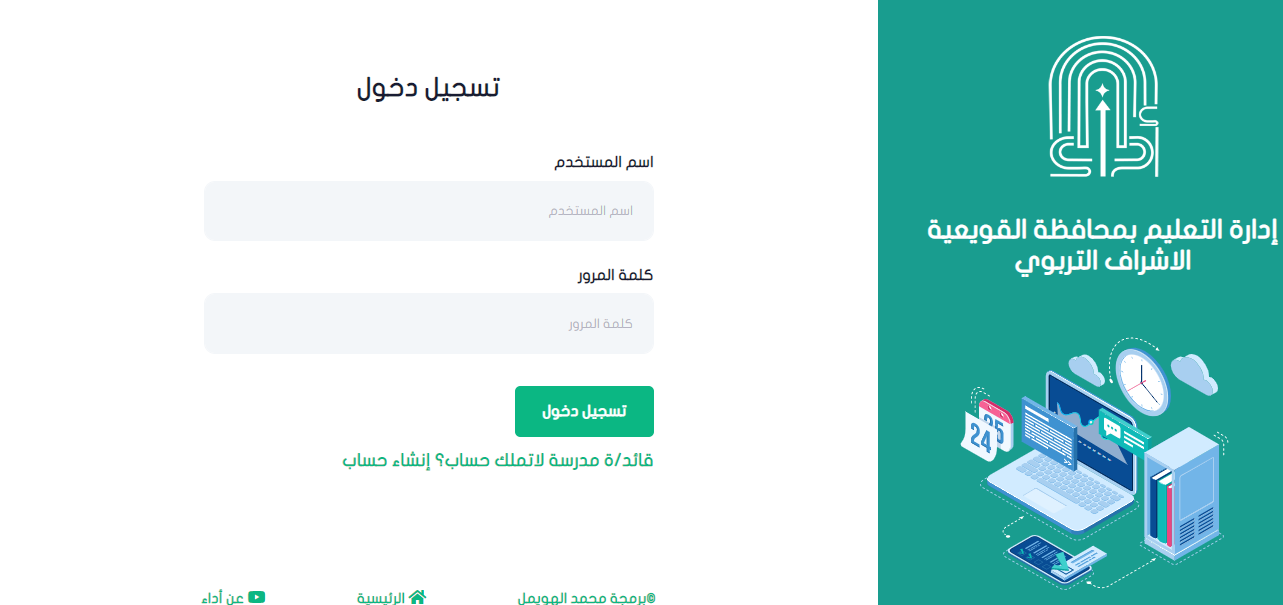 إدارة التعليم بمحافظة القويعية
الاشراف التربوي
25
24
تسجيل دخول
اسم المستخدم
اسم المستخدم
كلمة المرور
كلمة المرور
تسجيل دخول
قائد/ة مدرسة لاتملك حساب؟ إنشاء حساب
©برمجة محمد الهويمل
الرئيسية
عن أداء